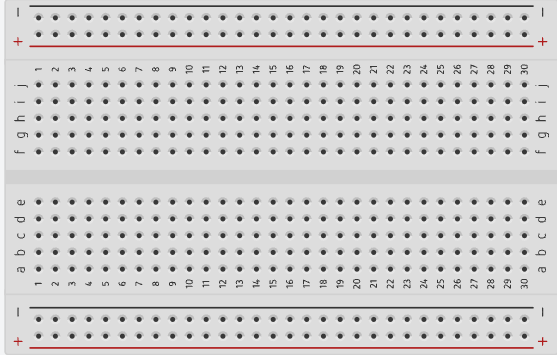 − −
+ +
1 2 3 4 5 6 7 8 9 10 11 12 13 14 15 16 17 18 19 20 21 22 23 24 25 26 27 28 29 30
j j
i i
h h
g g
f f
e e
d d
c c
b b
a a
1 2 3 4 5 6 7 8 9 10 11 12 13 14 15 16 17 18 19 20 21 22 23 24 25 26 27 28 29 30
− −
+ +